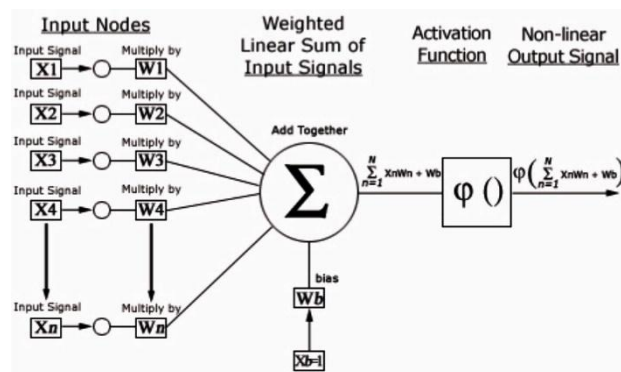 Input Nodes
Weighted
Linear Sum of
Input Signals
Activation
Function
Non-linear
Output Signal
Input Signal Multiply by
X1 W1
Multiply by
X2 W2
Input Signal
Input Signal Multiply by
X3 W3
Input Signal Multiply by
X4 W4
Input Signal Multiply by
Xn Wn
Add Together
Σ
bias
Wb
Xb=1
N
Σ XnWn + Wb
n=1
φ ()
φ(Σ XnWn + Wb)
N
n=1